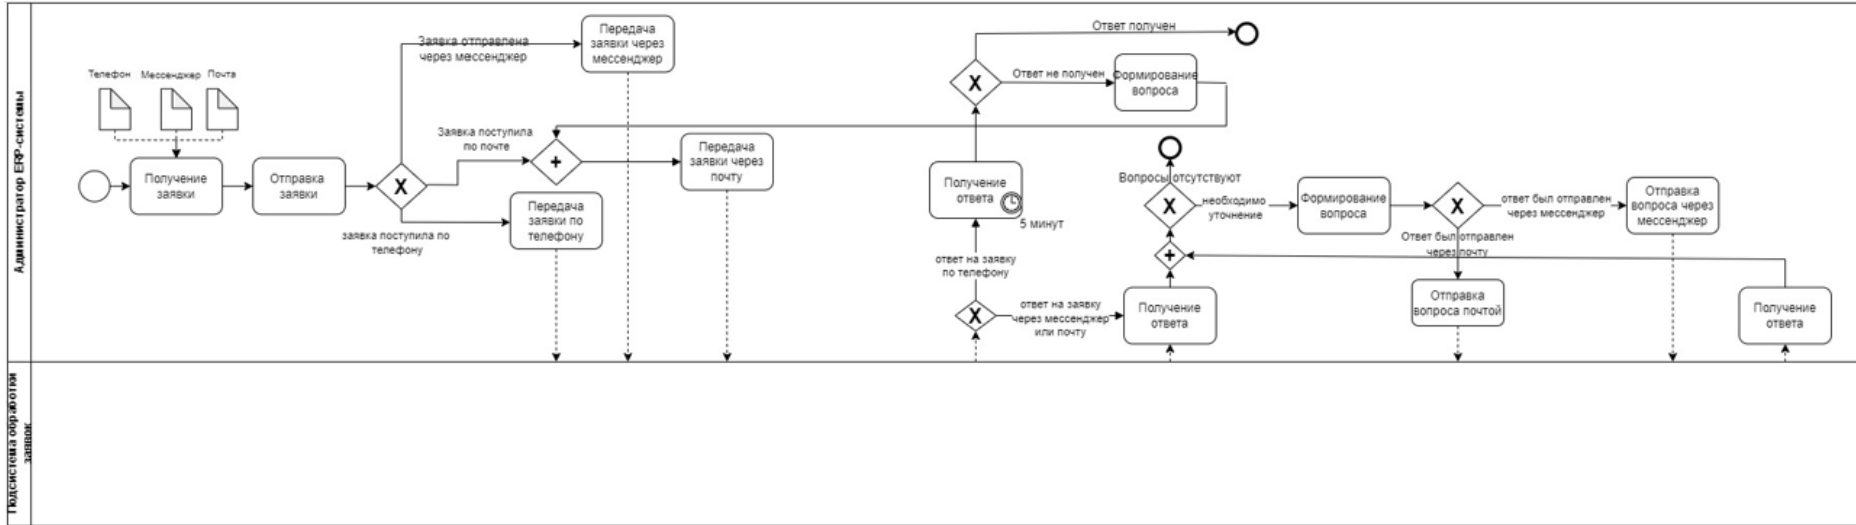 Администратор ERP-системы
Телефон
Мессенджер
Почта
Получение
заявки
Отправка
заявки
Заявка отправлена
через мессенджер
Передача
заявки через
мессенджер
Заявка поступила
по почте
Передача
заявки через
почту
заявка поступила по
телефону
Передача
заявки по
телефону
Ответ получен
Ответ не получен
Формирование
вопроса
Получение
ответа
5 минут
ответ на заявку
по телефону
ответ на заявку
через мессенджер
или почту
Получение
ответа
Вопросы отсутствуют
необходимо
уточнение
Формирование
вопроса
ответ был отправлен
через мессенджер
Отправка
вопроса через
мессенджер
Ответ был отправлен
через почту
Отправка
вопроса почтой
Получение
ответа
Подсистема обработки
заявок